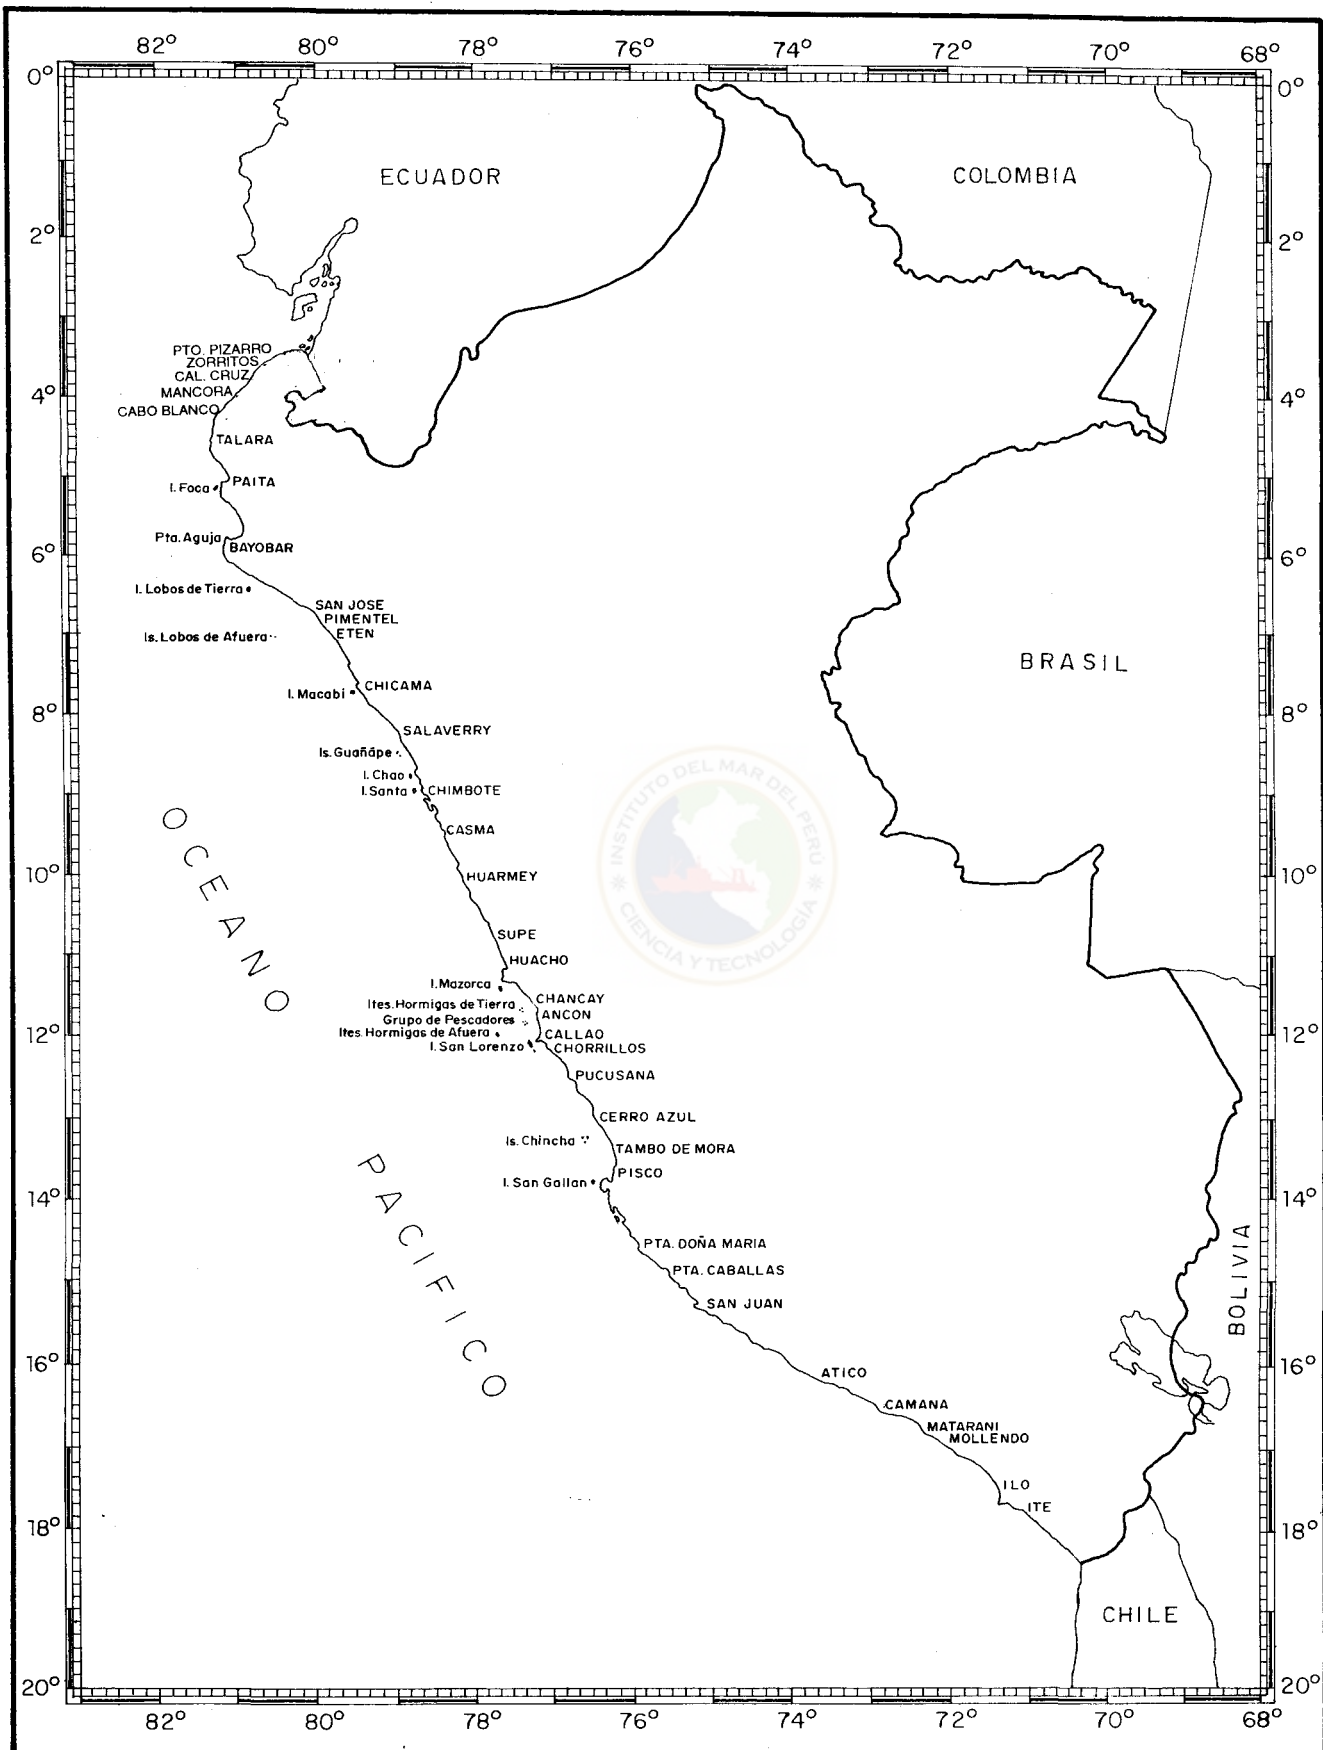 82° 80° 78° 76° 74° 72° 70° 68°
0° 0°
ECUADOR
COLOMBIA
2° 2°
PTO. PIZARRO
ZORRITOS
CAL. CRUZ
MANCORA
4° 4°
CABO BLANCO
TALARA
PAITA
I. Foca
Pta. Aguja
BAYOBAR
6° 6°
I. Lobos de Tierra
SAN JOSE
PIMENTEL
ETEN
Is. Lobos de Afuera
BRASIL
CHICAMA
I. Macabí
8° 8°
SALAVERRY
Is. Guañape
I. Chao
I. Santa
CHIMBOTE
CASMA
INSTITUTO DEL MAR DEL PERÚ
CIENCIA Y TECNOLOGÍA
10° 10°
HUARMEY
SUPE
HUACHO
I. Mazorca
CHANCAY
Ites. Hormigas de Tierra
ANCON
Grupo de Pescadores
12° 12°
Ites. Hormigas de Afuera
CALLAO
I. San Lorenzo
CHORRILLOS
PUCUSANA
CERRO AZUL
Is. Chincha
TAMBO DE MORA
PISCO
I. San Gallan
14° 14°
OCEANO PACIFICO
PTA. DOÑA MARIA
PTA. CABALLAS
SAN JUAN
BOLIVIA
16° 16°
ATICO
CAMANA
MATARANI
MOLLENDO
ILO
ITE
18° 18°
CHILE
20° 20°
82° 80° 78° 76° 74° 72° 70° 68°